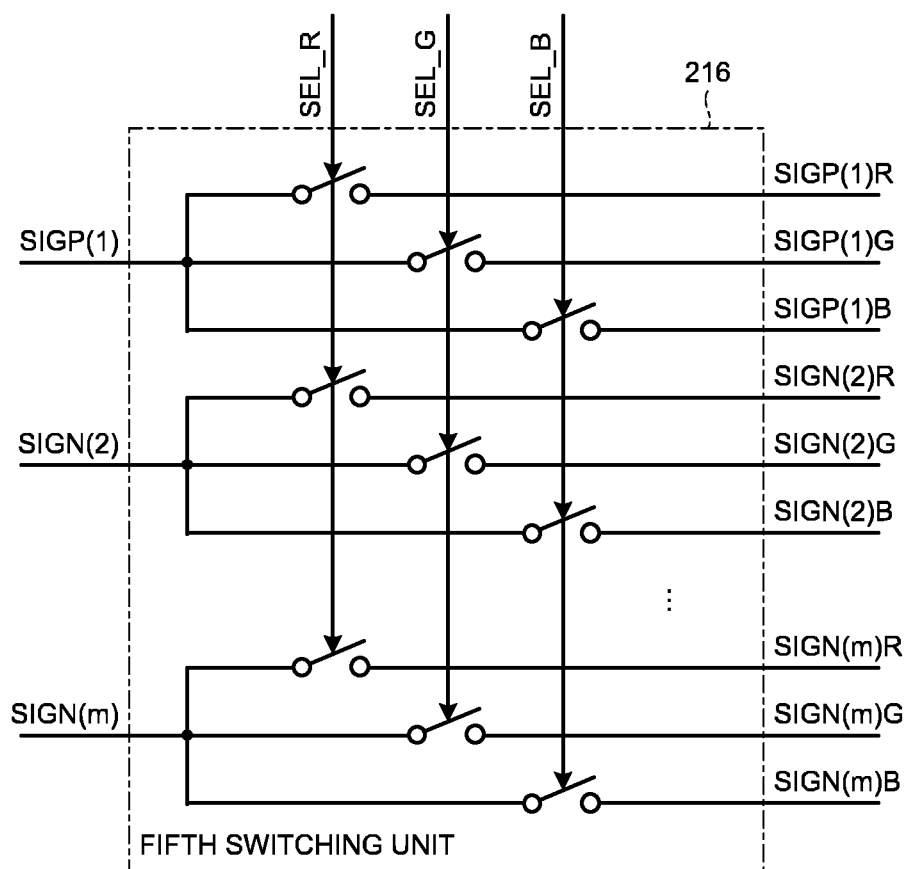 SEL_R
SEL_G
SEL_B
216
SIGP(1)R
SIGP(1)
SIGP(1)G
SIGP(1)B
SIGN(2)R
SIGN(2)
SIGN(2)G
SIGN(2)B
...
SIGN(m)R
SIGN(m)
SIGN(m)G
SIGN(m)B
FIFTH SWITCHING UNIT